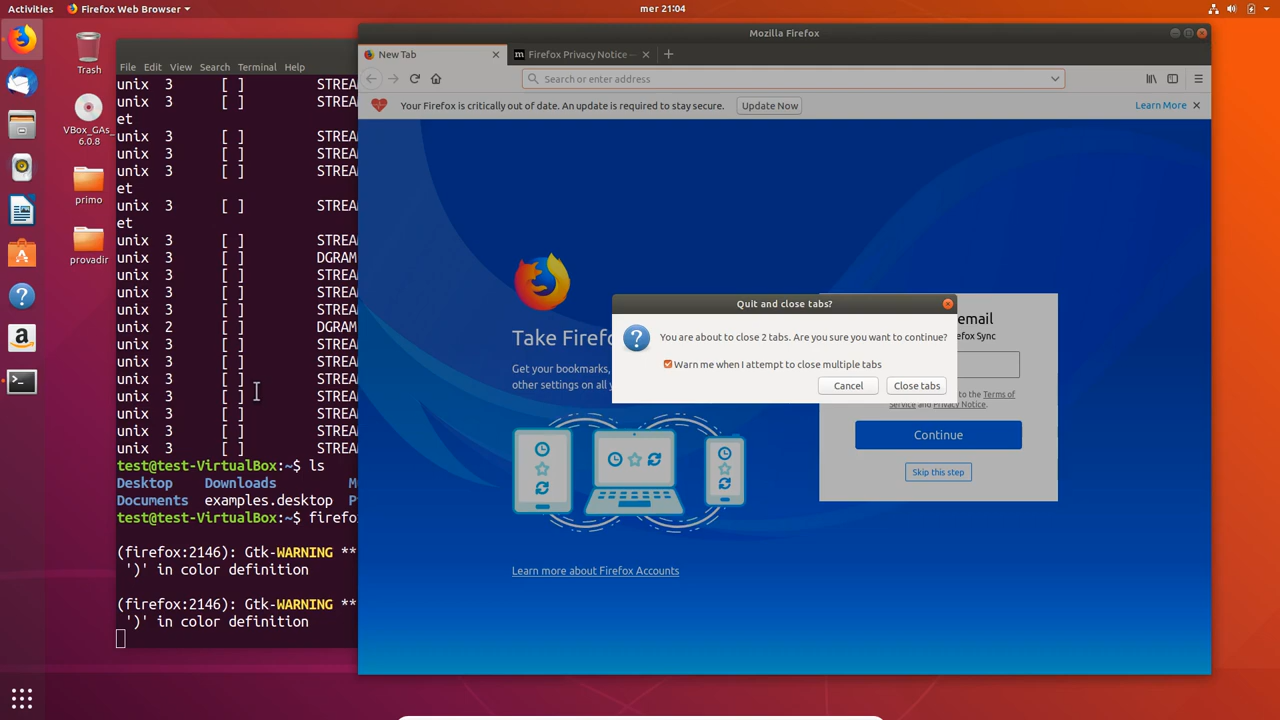 Activities
Firefox Web Browser
mer 21:04
Trash
VBox_GAs_
6.0.8
primo
provadir
File Edit View Search Terminal Help
unix 3 [ ] STREA
unix 3 [ ] STREA
et
unix 3 [ ] STREA
unix 3 [ ] STREA
unix 3 [ ] STREA
et
unix 3 [ ] STREA
et
unix 3 [ ] STREA
unix 3 [ ] DGRAM
unix 3 [ ] STREA
unix 3 [ ] STREA
unix 3 [ ] STREA
unix 2 [ ] DGRAM
unix 3 [ ] STREA
unix 3 [ ] STREA
unix 3 [ ] STREA
unix 3 [ ] STREA
unix 3 [ ] STREA
unix 3 [ ] STREA
unix 3 [ ] STREA
test@test-VirtualBox:~$ ls
Desktop Downloads M
Documents examples.desktop P
test@test-VirtualBox:~$ firefo
(firefox:2146): Gtk-WARNING **
')' in color definition
(firefox:2146): Gtk-WARNING **
')' in color definition
Mozilla Firefox
New Tab
Firefox Privacy Notice —
Search or enter address
Your Firefox is critically out of date. An update is required to stay secure.
Update Now
Learn More
Take Firefo
Get your bookmarks,
other settings on all
Learn more about Firefox Accounts
Quit and close tabs?
You are about to close 2 tabs. Are you sure you want to continue?
Warn me when I attempt to close multiple tabs
Cancel
Close tabs
email
efox Sync
to the Terms of
Service and Privacy Notice.
Continue
Skip this step